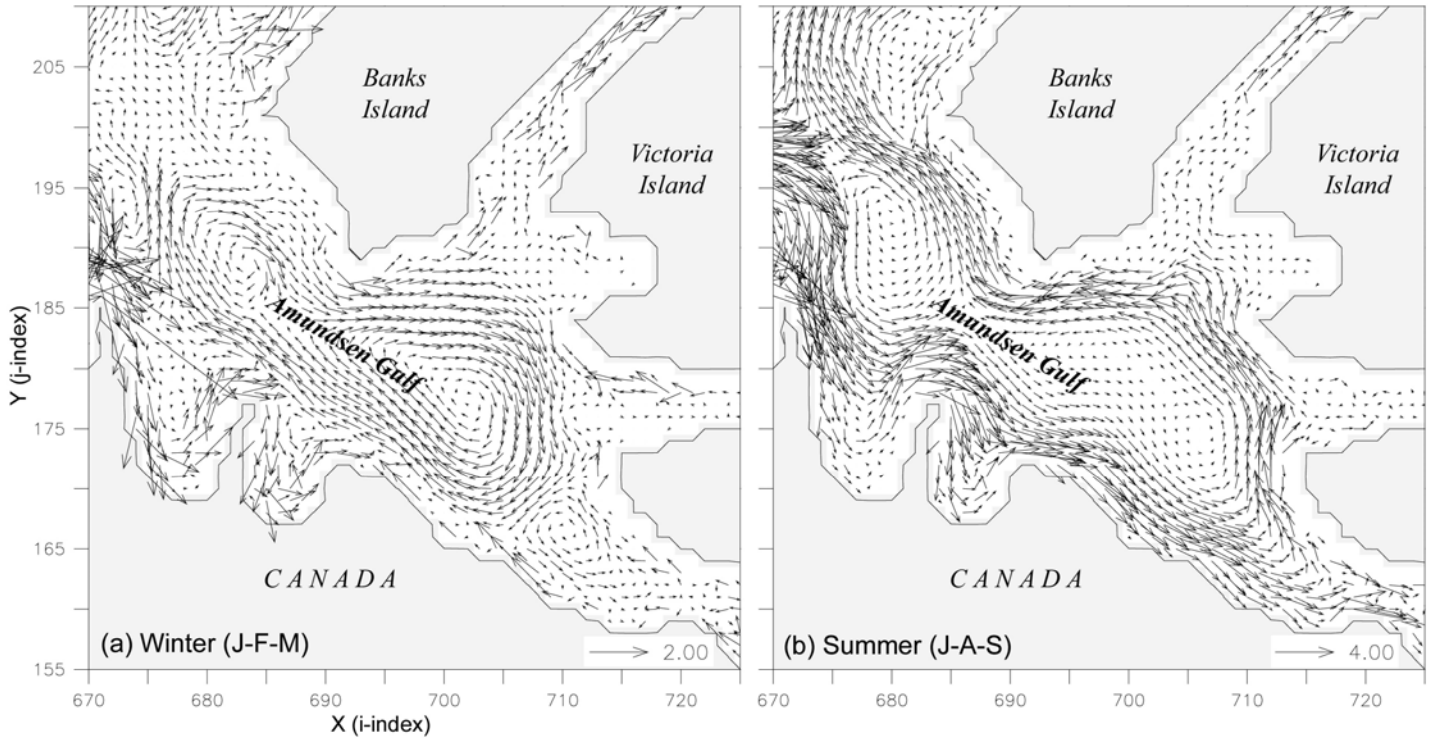 205
195
185
175
165
155
Y (j-index)
Banks
Island
Victoria
Island
Amundsen Gulf
CANADA
(a) Winter (J-F-M)
2.00
670
680
690
700
710
720
X (i-index)
Banks
Island
Victoria
Island
Amundsen Gulf
CANADA
(b) Summer (J-A-S)
4.00
670
680
690
700
710
720